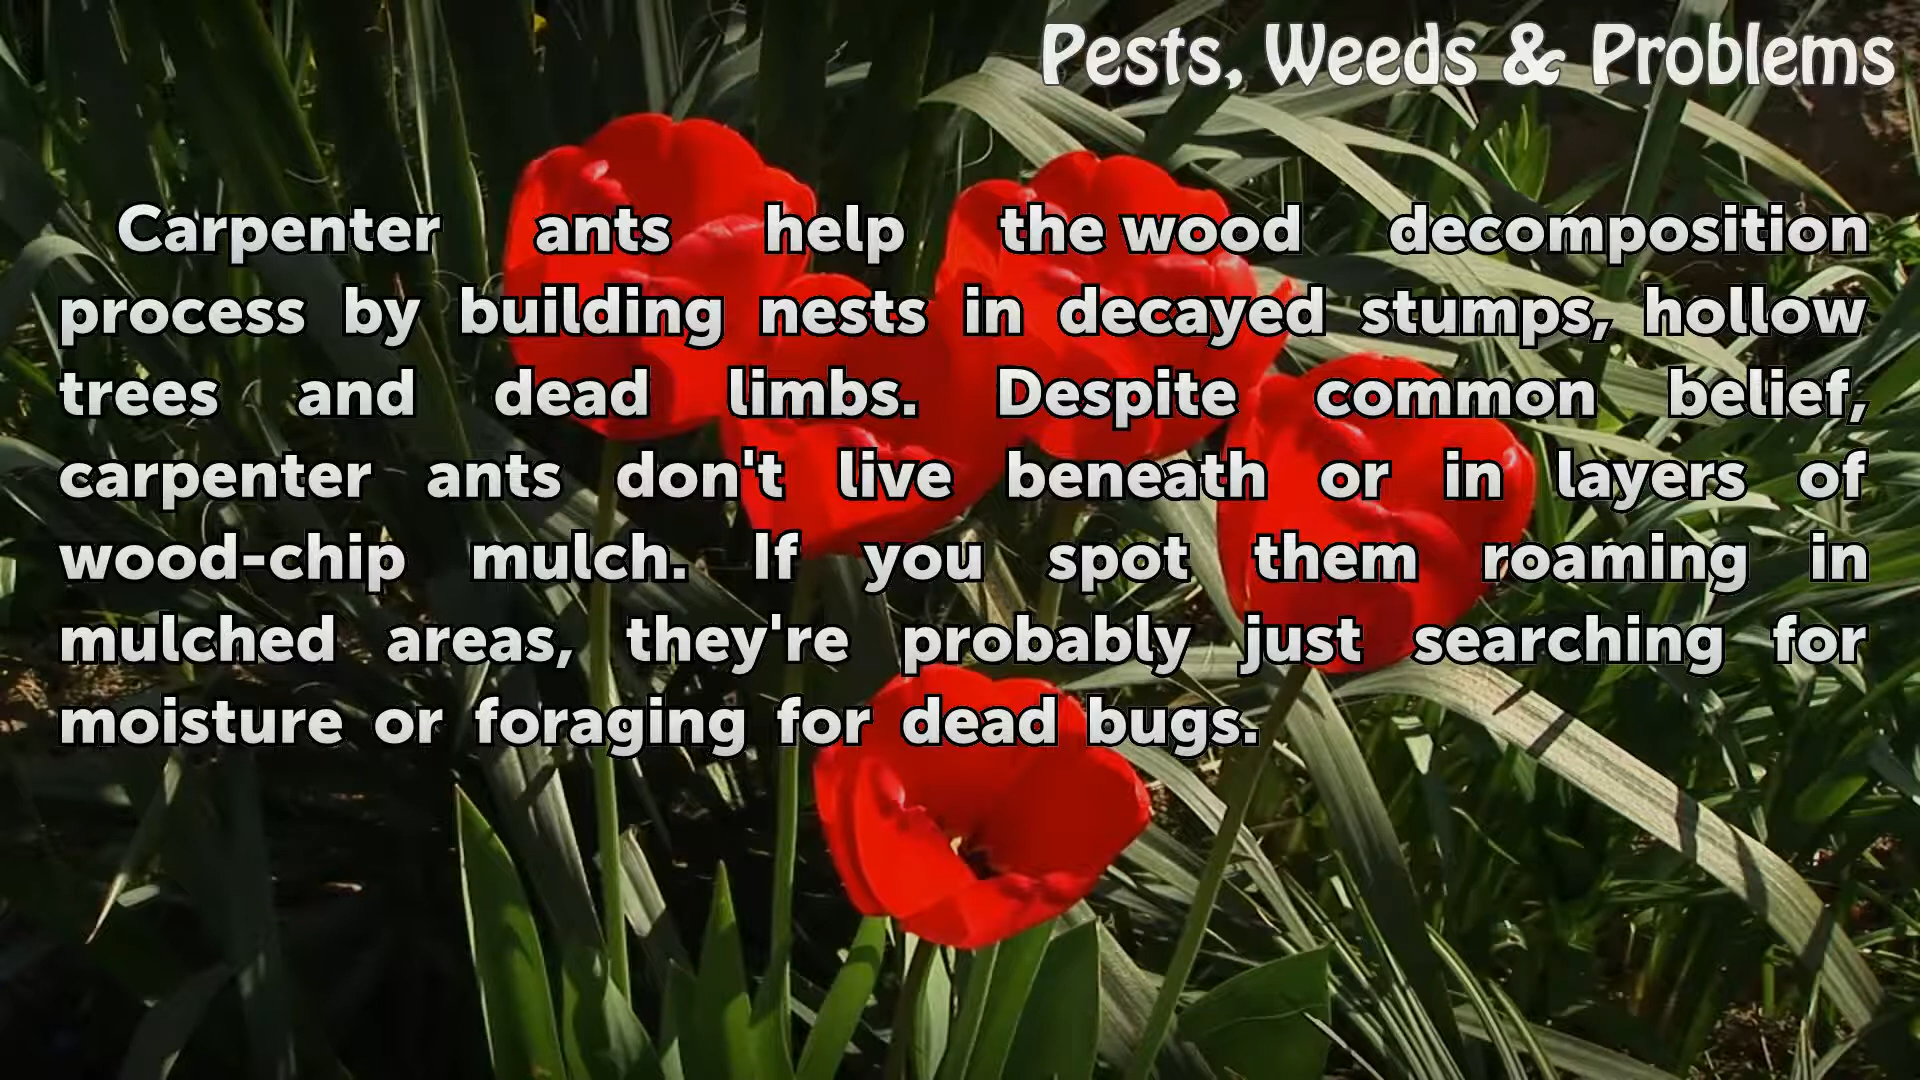 Pests, Weeds & Problems
Carpenter ants help the wood decomposition
process by building nests in decayed stumps, hollow
trees and dead limbs. Despite common belief,
carpenter ants don't live beneath or in layers of
wood-chip mulch. If you spot them roaming in
mulched areas, they're probably just searching for
moisture or foraging for dead bugs.